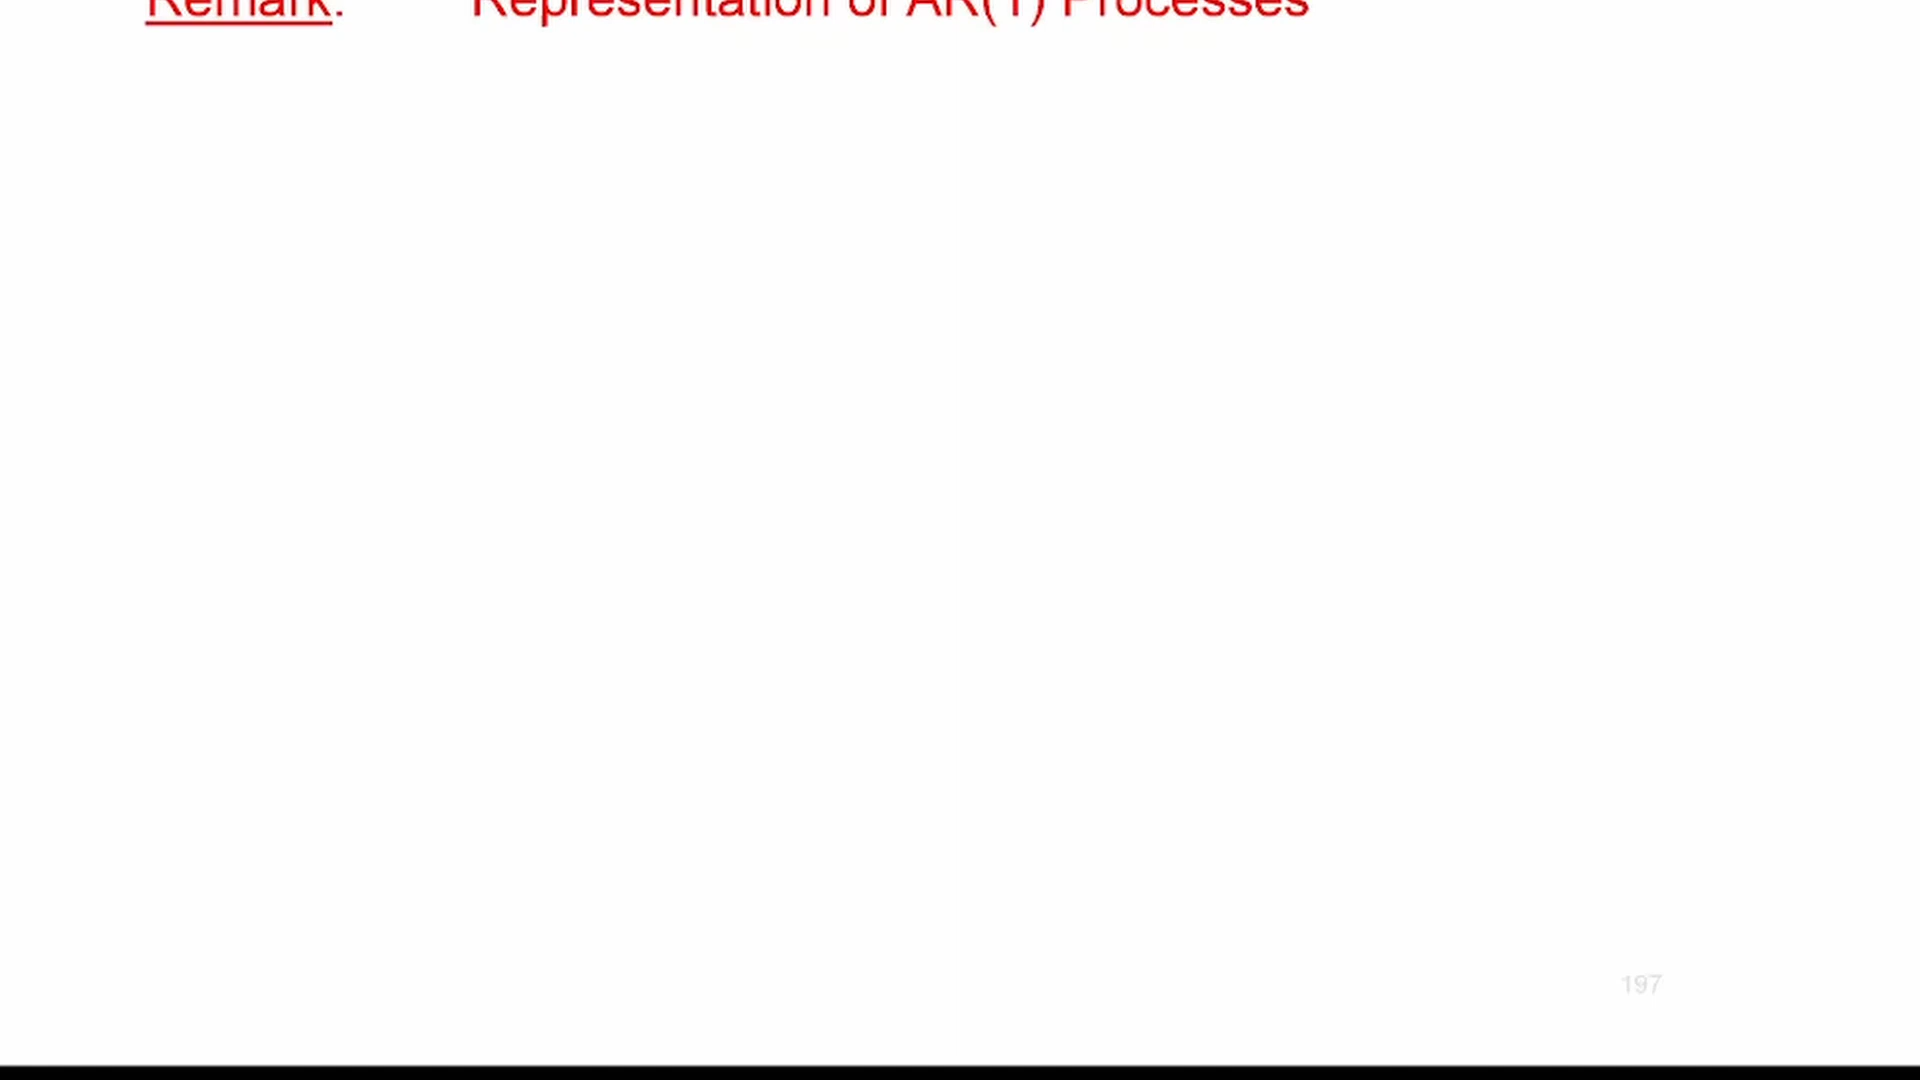 Remark: Representation of AR(1) Processes
197